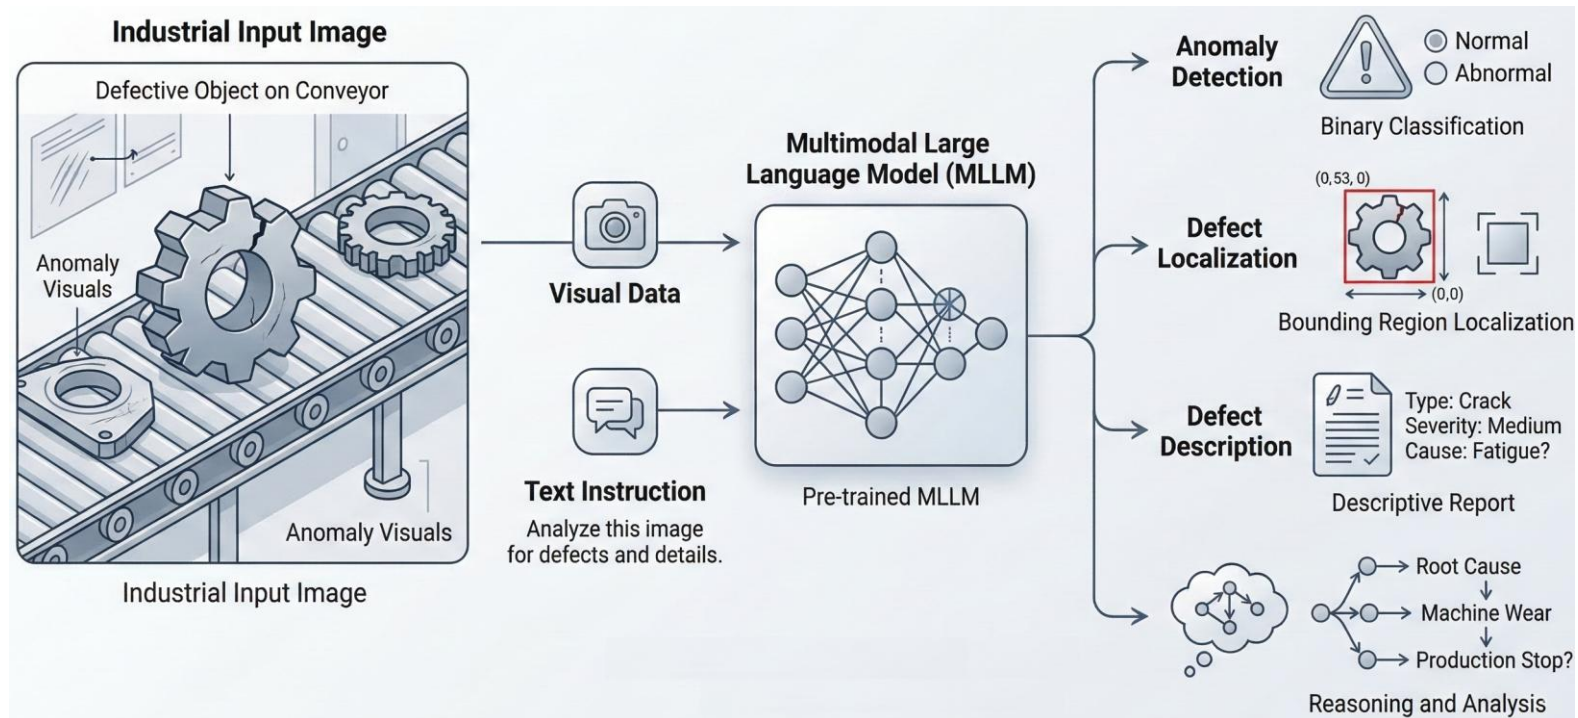 Industrial Input Image
Defective Object on Conveyor
Anomaly
Visuals
Anomaly Visuals
Industrial Input Image
Visual Data
Text Instruction
Analyze this image
for defects and details.
Multimodal Large
Language Model (MLLM)
Pre-trained MLLM
Anomaly
Detection
Normal
Abnormal
Binary Classification
Defect
Localization
(0,53, 0)
(0,0)
Bounding Region Localization
Defect
Description
Type: Crack
Severity: Medium
Cause: Fatigue?
Descriptive Report
Root Cause
Machine Wear
Production Stop?
Reasoning and Analysis